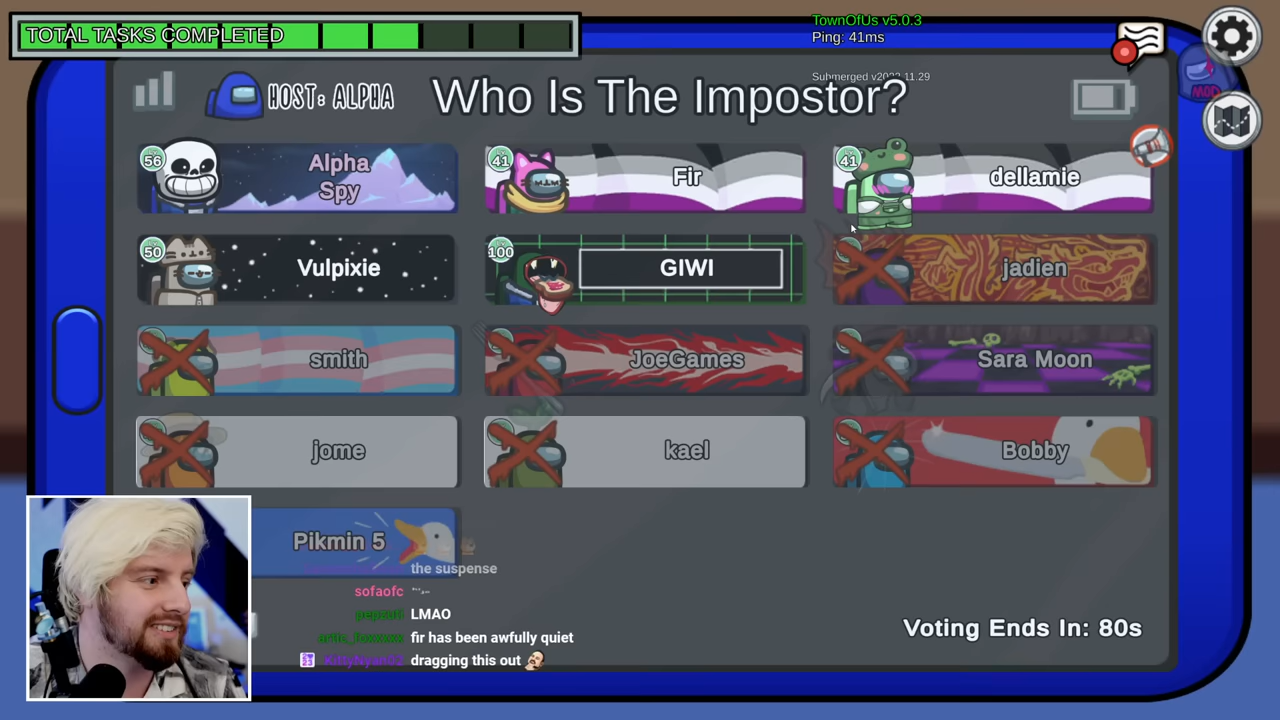 TOTAL TASKS COMPLETED
TownOfUs v5.0.3
Ping: 41ms
HOST: ALPHA
Who Is The Impostor?
MOD
56
Alpha
Spy
41
Fir
41
dellamie
50
Vulpixie
100
GIWI
jadien
smith
JoeGames
Sara Moon
jome
kael
Bobby
Pikmin 5
the suspense
sofaofc
LMAO
fir has been awfully quiet
dragging this out
Voting Ends In: 80s